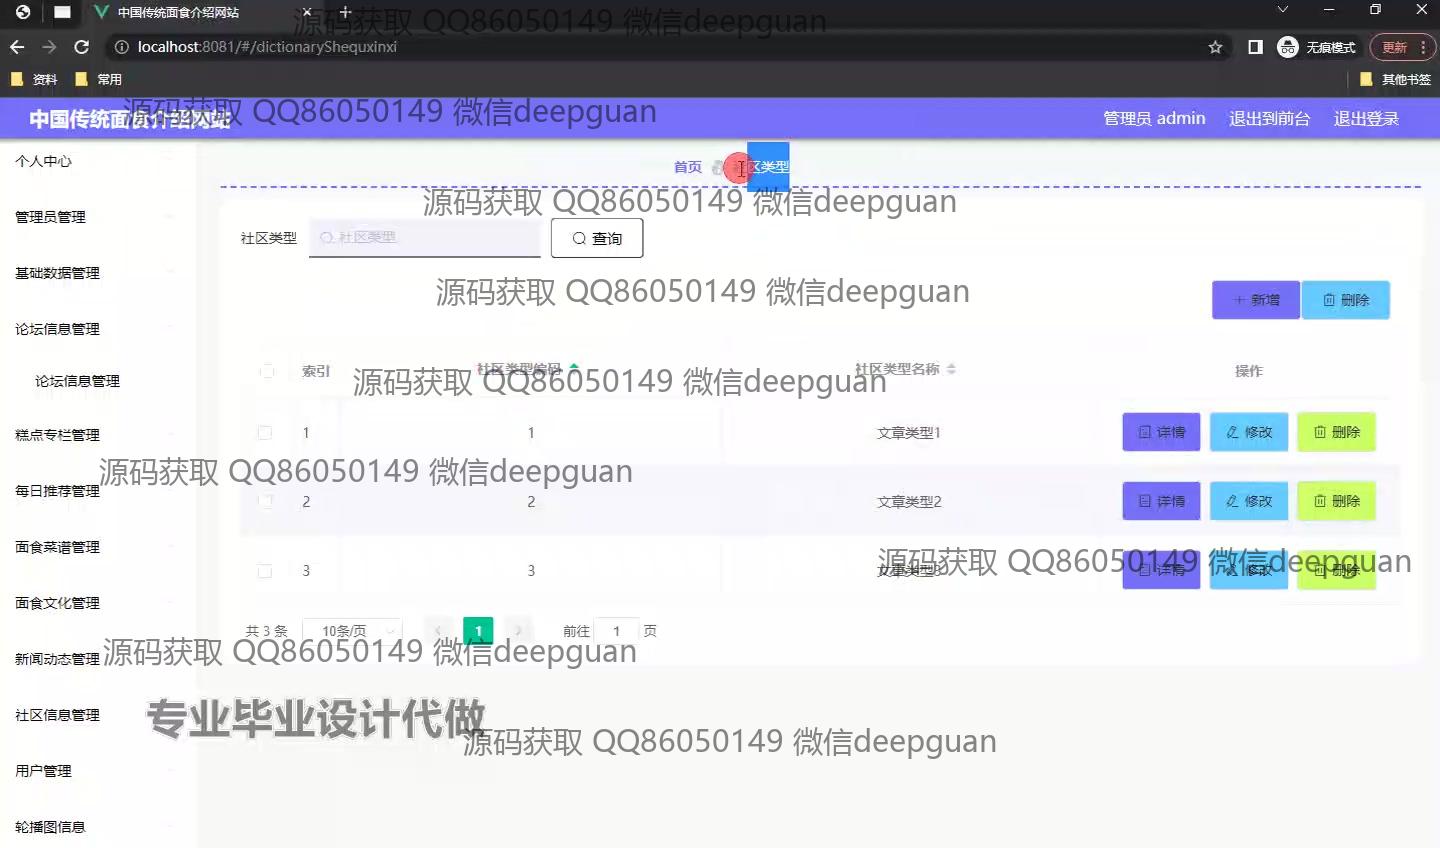 中国传统面食介绍网站
源码获取 QQ86050149 微信deepguan
localhost:8081/#/dictionaryShequxinxi
无痕模式
更新
资料
常用
其他书签
中国传统面食介绍网站
源码获取 QQ86050149 微信deepguan
管理员 admin
退出到前台
退出登录
个人中心
首页
区类型
管理员管理
源码获取 QQ86050149 微信deepguan
社区类型
社区类型
查询
基础数据管理
源码获取 QQ86050149 微信deepguan
新增
删除
论坛信息管理
索引
社区类型编码
社区类型名称
操作
论坛信息管理
源码获取 QQ86050149 微信deepguan
1
1
文章类型1
详情
修改
删除
糕点专栏管理
源码获取 QQ86050149 微信deepguan
每日推荐管理
2
2
文章类型2
详情
修改
删除
面食菜谱管理
源码获取 QQ86050149 微信deepguan
3
3
文章类型3
详情
修改
删除
面食文化管理
共 3 条
10条/页
1
前往
1
页
新闻动态管理
源码获取 QQ86050149 微信deepguan
社区信息管理
专业毕业设计代做
源码获取 QQ86050149 微信deepguan
用户管理
轮播图信息